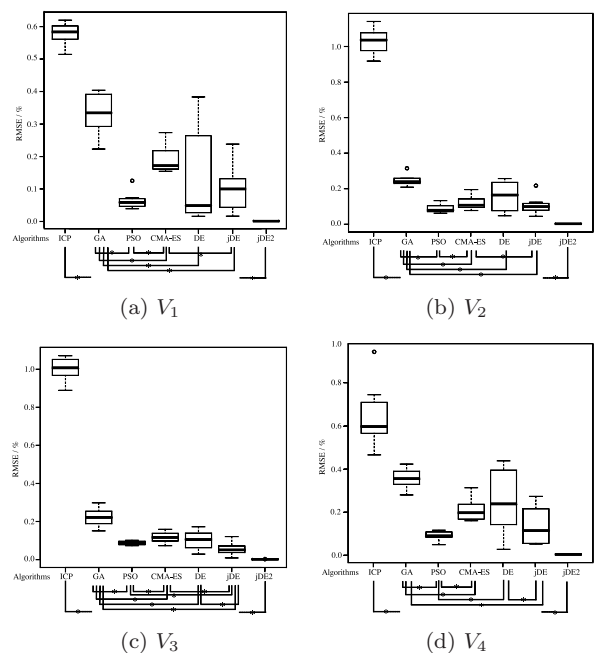 0.6
0.5
0.4
0.3
0.2
0.1
0.0
RMSE / %
Algorithms ICP GA PSO CMA-ES DE jDE jDE2
(a) V1
1.0
0.8
0.6
0.4
0.2
0.0
RMSE / %
Algorithms ICP GA PSO CMA-ES DE jDE jDE2
(b) V2
1.0
0.8
0.6
0.4
0.2
0.0
RMSE / %
Algorithms ICP GA PSO CMA-ES DE jDE jDE2
(c) V3
1.0
0.8
0.6
0.4
0.2
0.0
RMSE / %
Algorithms ICP GA PSO CMA-ES DE jDE jDE2
(d) V4